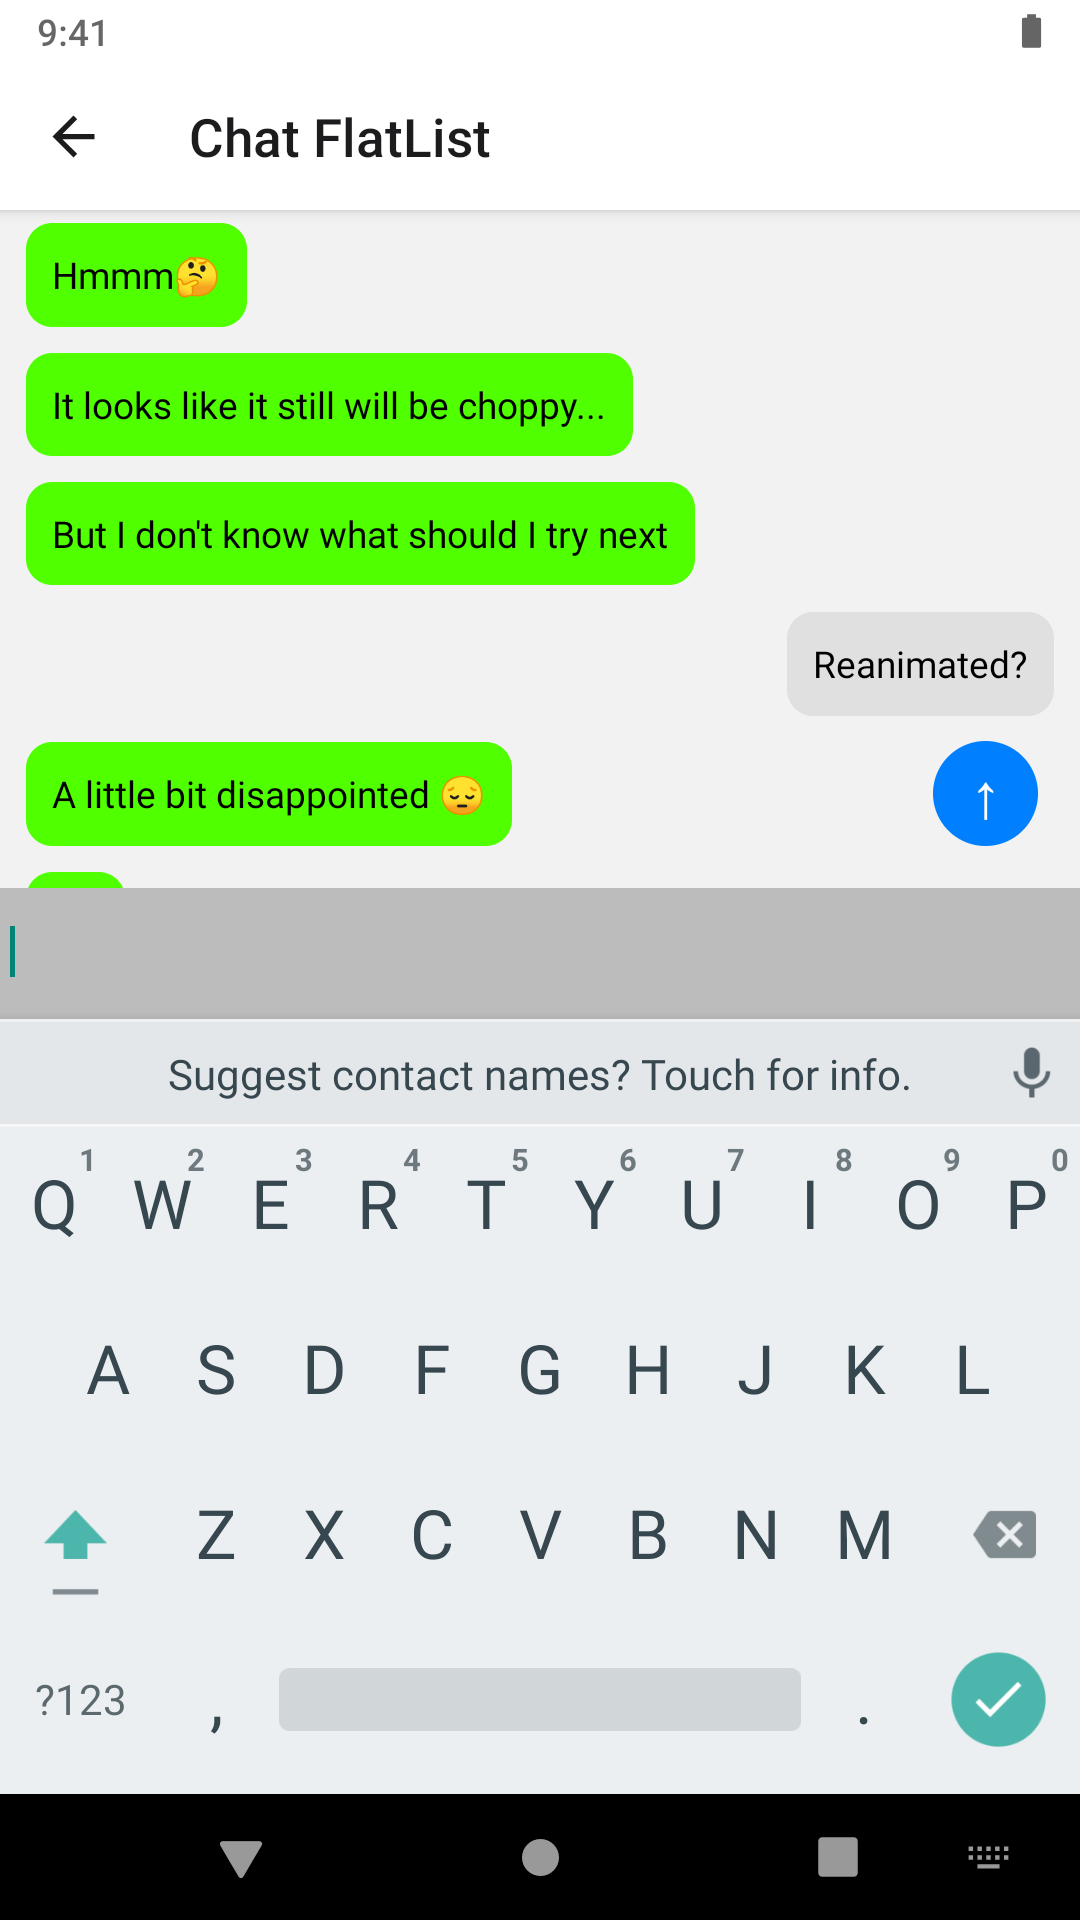 9:41
Chat FlatList
Hmmm🤔
It looks like it still will be choppy...
But I don't know what should I try next
Reanimated?
A little bit disappointed 😔
↑
Suggest contact names? Touch for info.
1 2 3 4 5 6 7 8 9 0
Q W E R T Y U I O P
A S D F G H J K L
Z X C V B N M
?123 , .